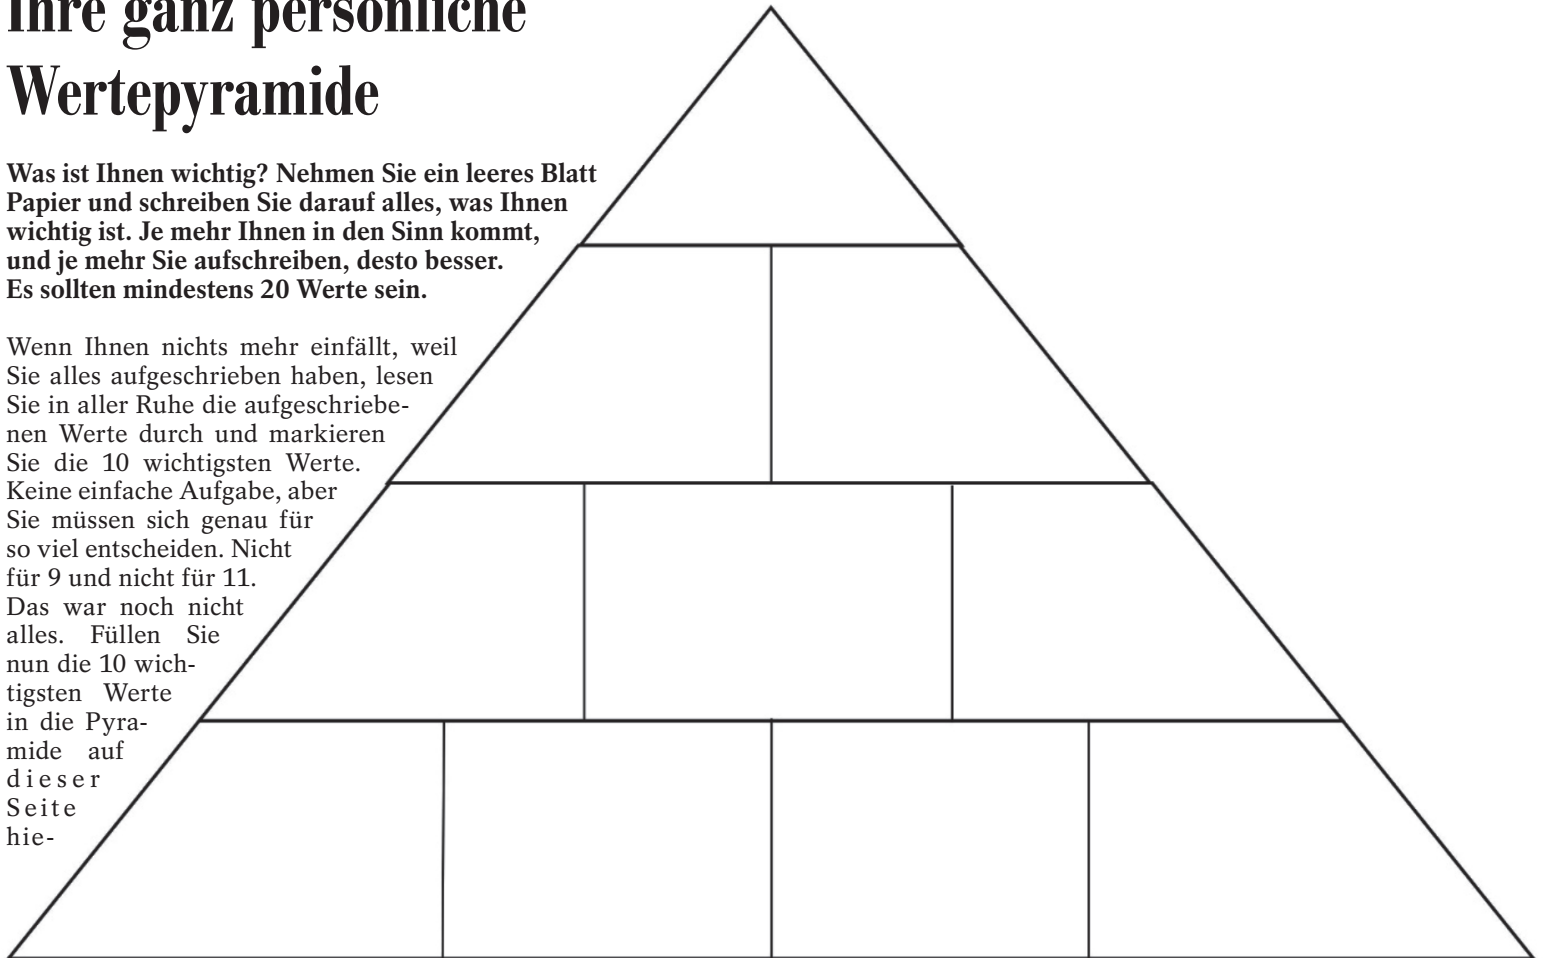 Ihre ganz persönliche
Wertepyramide
Was ist Ihnen wichtig? Nehmen Sie ein leeres Blatt
Papier und schreiben Sie darauf alles, was Ihnen
wichtig ist. Je mehr Ihnen in den Sinn kommt,
und je mehr Sie aufschreiben, desto besser.
Es sollten mindestens 20 Werte sein.
Wenn Ihnen nichts mehr einfällt, weil
Sie alles aufgeschrieben haben, lesen
Sie in aller Ruhe die aufgeschriebe-
nen Werte durch und markieren
Sie die 10 wichtigsten Werte.
Keine einfache Aufgabe, aber
Sie müssen sich genau für
so viel entscheiden. Nicht
für 9 und nicht für 11.
Das war noch nicht
alles. Füllen Sie
nun die 10 wich-
tigsten Werte
in die Pyra-
mide auf
dieser
Seite
hie-